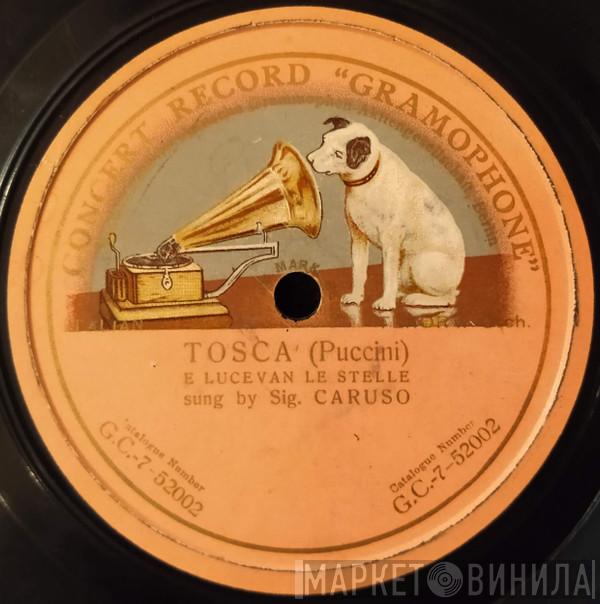 CONCERT RECORD "GRAMOPHONE"
MARK
TOSCA (Puccini)
E LUCEVAN LE STELLE
sung by Sig. CARUSO
Catalogue Number
G.C.-7-52002
Catalogue Number
G.C.-7-52002
МАРКЕТ ВИНИЛА